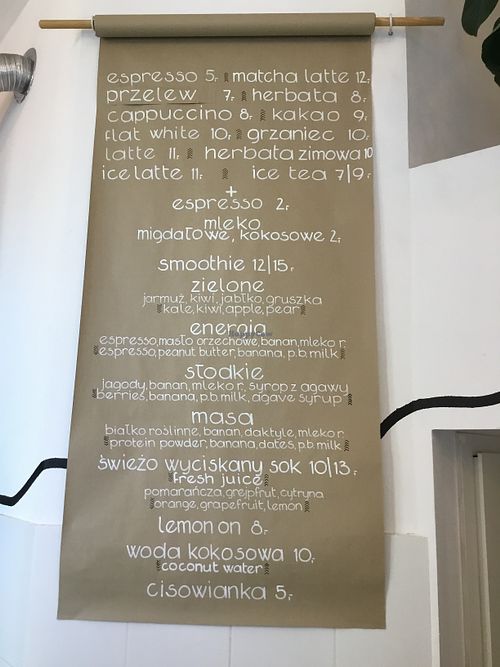 espresso 5,- matcha latte 12,-
przelew 7,- herbata 8,-
cappuccino 8,- kakao 9,-
flat white 10,- grzaniec 10,-
latte 11,- herbata zimowa 10
ice latte 11,- ice tea 7|9,-
+
espresso 2,-
mleko
migdałowe, kokosowe 2,-
smoothie 12|15,-
zielone
jarmuż, kiwi, jabłko, gruszka
kale, kiwi, apple, pear
energia
espresso, masło orzechowe, banan, mleko r.
espresso, peanut butter, banana, p.b. milk
słodkie
jagody, banan, mleko r., syrop z agawy
berries, banana, p.b. milk, agave syrup
masa
białko roślinne, banan, daktyle, mleko r.
protein powder, banana, dates, p.b. milk
świeżo wyciskany sok 10|13,-
fresh juice
pomarańcza, grejpfrut, cytryna
orange, grapefruit, lemon
lemon on 8,-
woda kokosowa 10,-
coconut water
cisowianka 5,-